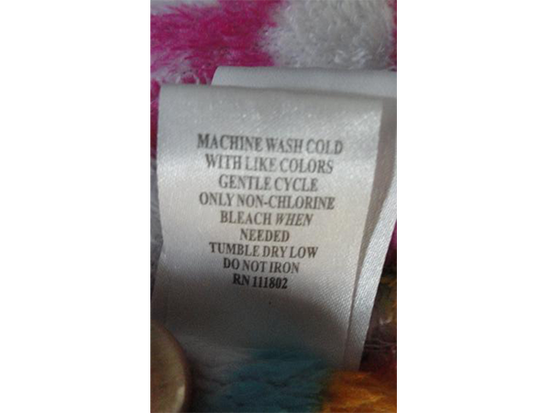 MACHINE WASH COLD
WITH LIKE COLORS
GENTLE CYCLE
ONLY NON-CHLORINE
BLEACH WHEN
NEEDED
TUMBLE DRY LOW
DO NOT IRON
RN 111802